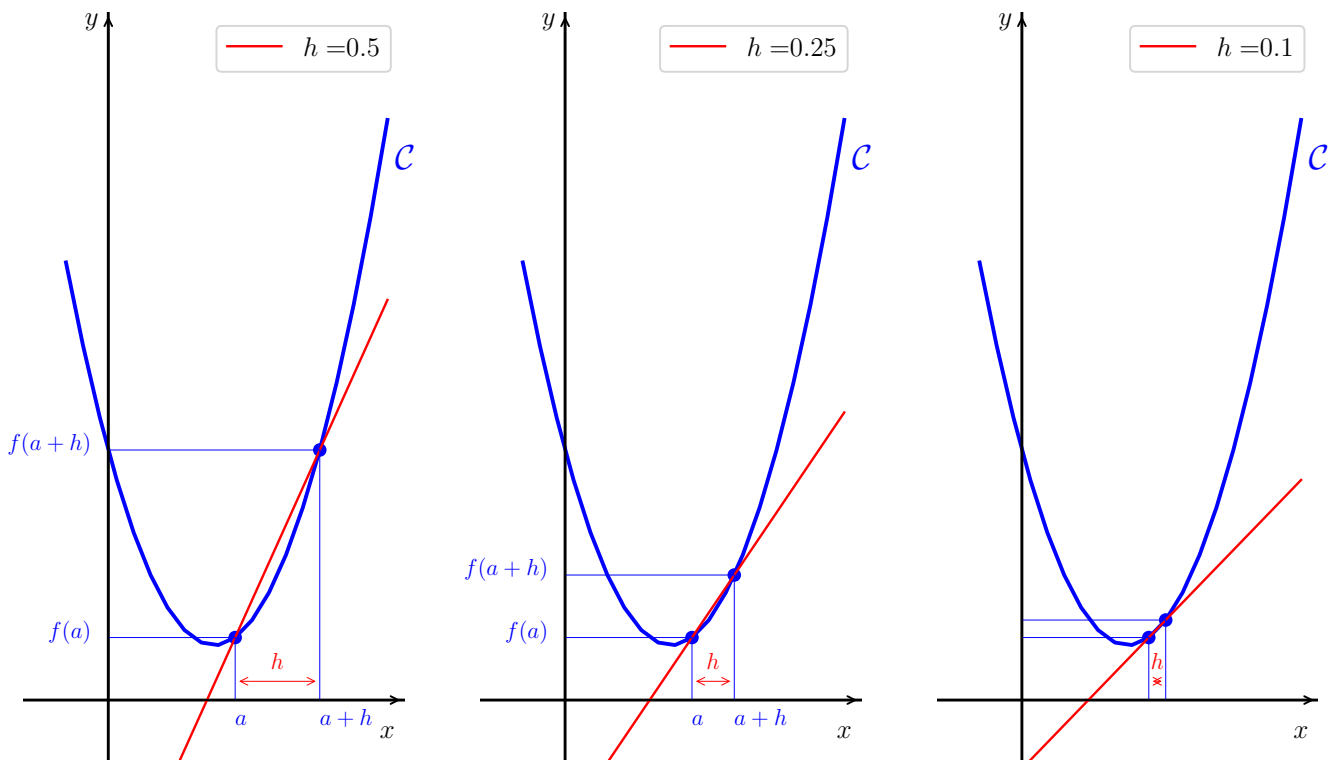 y
h =0.5
C
f(a + h)
f(a)
h
a
a + h
x
y
h =0.25
C
f(a + h)
f(a)
h
a
a + h
x
y
h =0.1
C
h
x